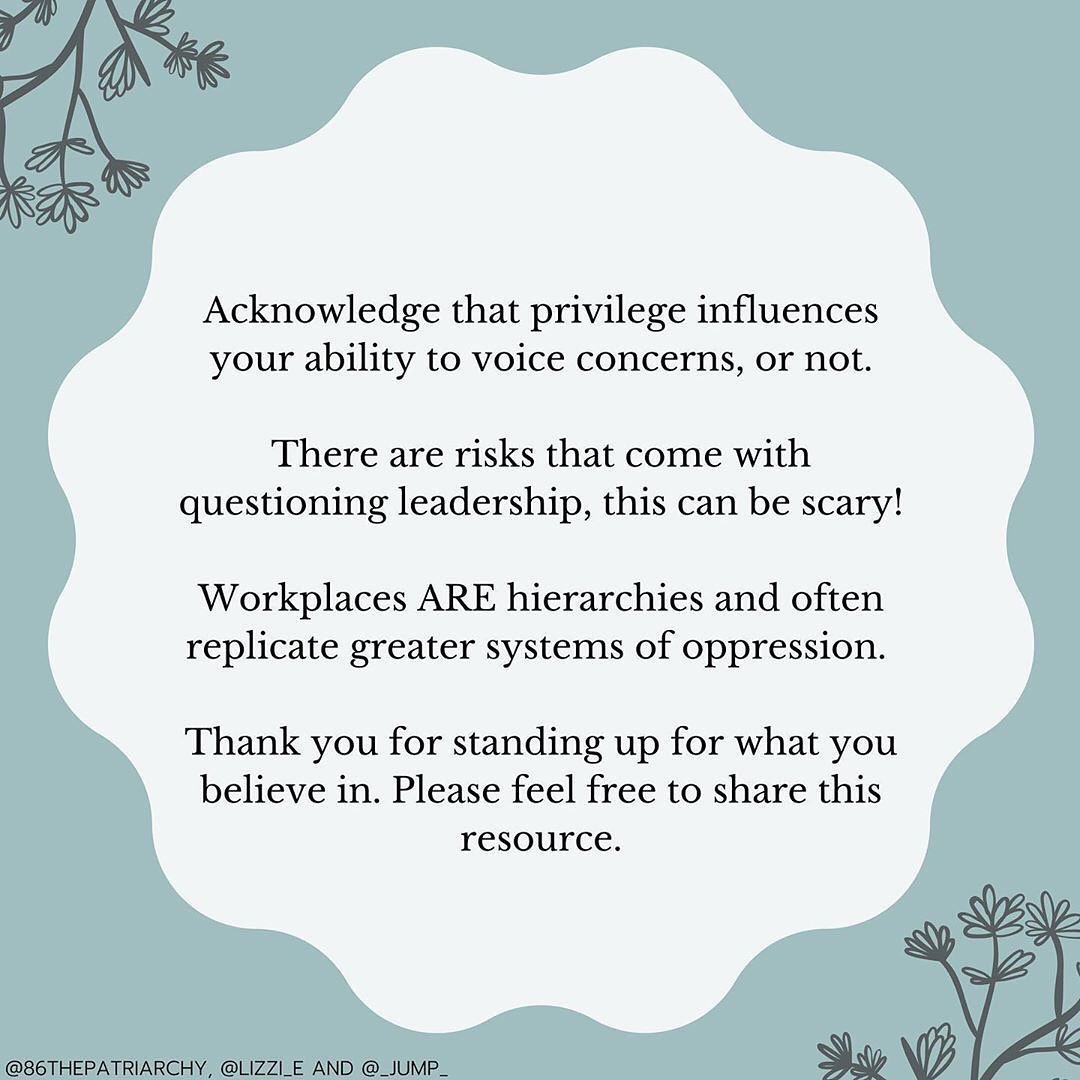 Acknowledge that privilege influences
your ability to voice concerns, or not.
There are risks that come with
questioning leadership, this can be scary!
Workplaces ARE hierarchies and often
replicate greater systems of oppression.
Thank you for standing up for what you
believe in. Please feel free to share this
resource.
@86THEPATRIARCHY, @LIZZI_E AND @_JUMP_